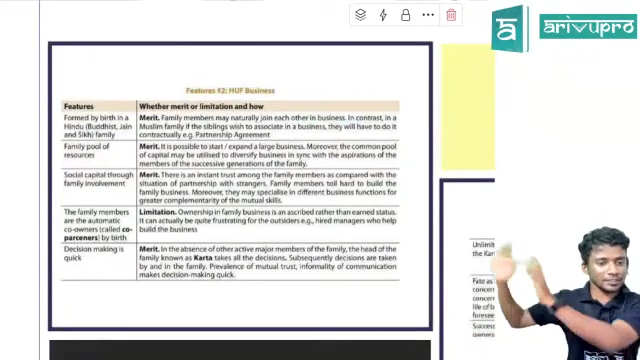 arivupro
Features #2: HUF Business
Features Whether merit or limitation and how
Formed by birth in a Hindu (Buddhist, Jain and Sikh) family
Merit. Family members may naturally join each other in business. In contrast, in a
Muslim family if the siblings wish to associate in a business, they will have to do it
contractually e.g. Partnership Agreement
Family pool of resources
Merit. It is possible to start / expand a large business. Moreover, the common pool
of capital may be utilised to diversify business in sync with the aspirations of the
members of the successive generations of the family.
Social capital through family involvement
Merit. There is an instant trust among the family members as compared with the
situation of partnership with strangers. Family members toil hard to build the
family business. Moreover, they may specialise in different business functions for
greater complementarity of the mutual skills.
The family members are the automatic co-owners (called co-parceners) by birth
Limitation. Ownership in family business is an ascribed rather than earned status.
It can actually be quite frustrating for the outsiders e.g., hired managers who help
build the business
Decision making is quick
Merit. In the absence of other active major members of the family, the head of the
family known as Karta takes all the decisions. Subsequently decisions are taken
by and in the family. Prevalence of mutual trust, informality of communication
makes decision-making quick.
Unlimit
the Kar
Fate as
concern
concern
life of b
foresee
Success
owners